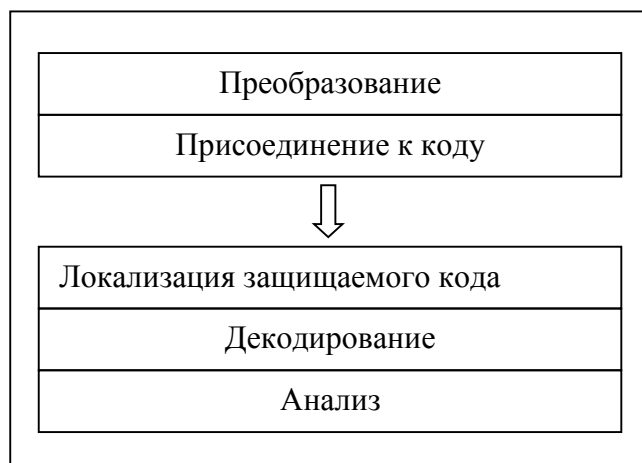 Преобразование
Присоединение к коду
Локализация защищаемого кода
Декодирование
Анализ